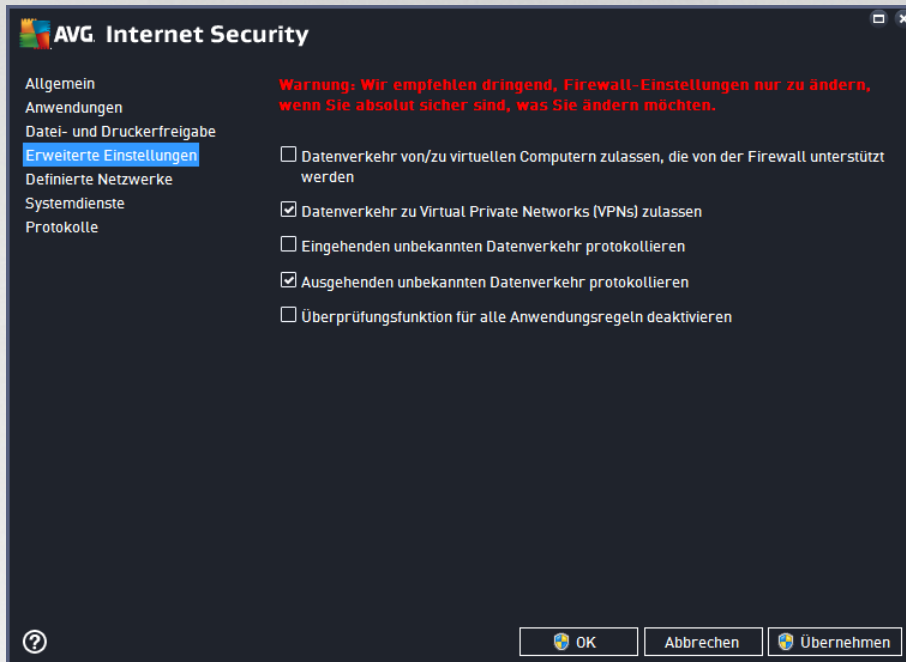 AVG. Internet Security
Allgemein
Anwendungen
Datei- und Druckerfreigabe
Erweiterte Einstellungen
Definierte Netzwerke
Systemdienste
Protokolle
Warnung: Wir empfehlen dringend, Firewall-Einstellungen nur zu ändern,
wenn Sie absolut sicher sind, was Sie ändern möchten.
Datenverkehr von/zu virtuellen Computern zulassen, die von der Firewall unterstützt
werden
Datenverkehr zu Virtual Private Networks (VPNs) zulassen
Eingehenden unbekannten Datenverkehr protokollieren
Ausgehenden unbekannten Datenverkehr protokollieren
Überprüfungsfunktion für alle Anwendungsregeln deaktivieren
? OK Abbrechen Übernehmen